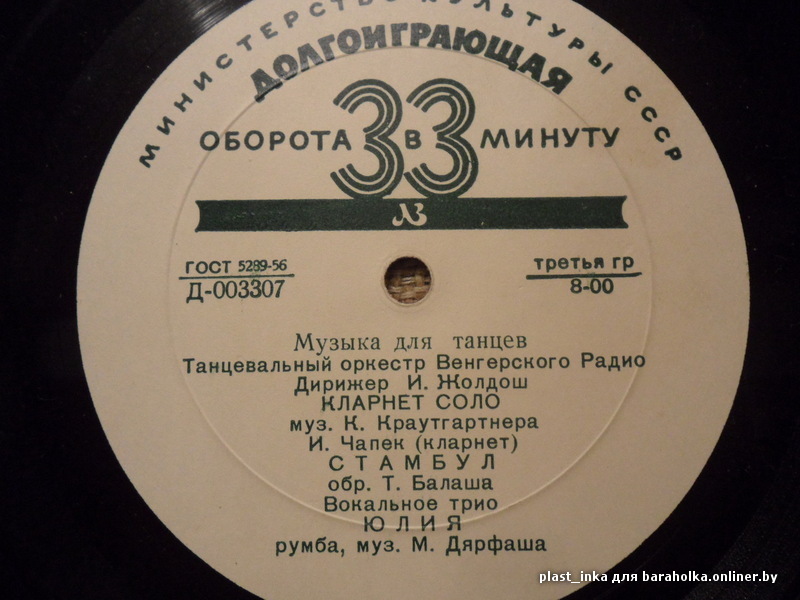 МИНИСТЕРСТВО КУЛЬТУРЫ СССР
ДОЛГОИГРАЮЩАЯ
ОБОРОТА 33 В МИНУТУ
ЛЗ
ГОСТ 5289-56
Д-003307
третья гр
8-00
Музыка для танцев
Танцевальный оркестр Венгерского Радио
Дирижер И. Жолдош
КЛАРНЕТ СОЛО
муз. К. Краутгартнера
И. Чапек (кларнет)
СТАМБУЛ
обр. Т. Балаша
Вокальное трио
ЮЛИЯ
румба, муз. М. Дярфаша
plast_inka для baraholka.onliner.by